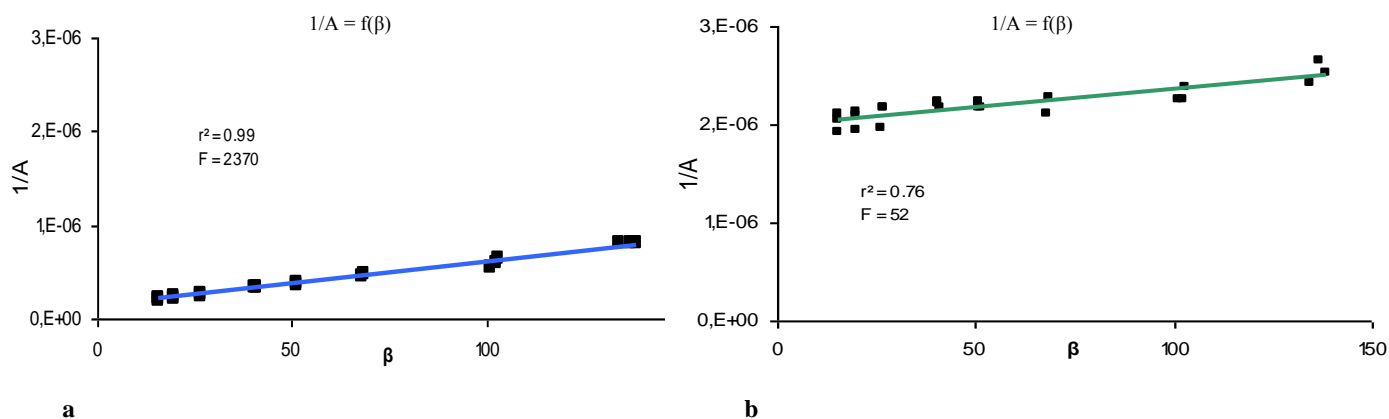 1/A = f(β)
3,E-06
2,E-06
1,E-06
0,E+00
1/A
r² = 0.99
F = 2370
0
50
100
β
a
1/A = f(β)
3,E-06
2,E-06
1,E-06
0,E+00
1/A
r² = 0.76
F = 52
0
50
100
150
β
b